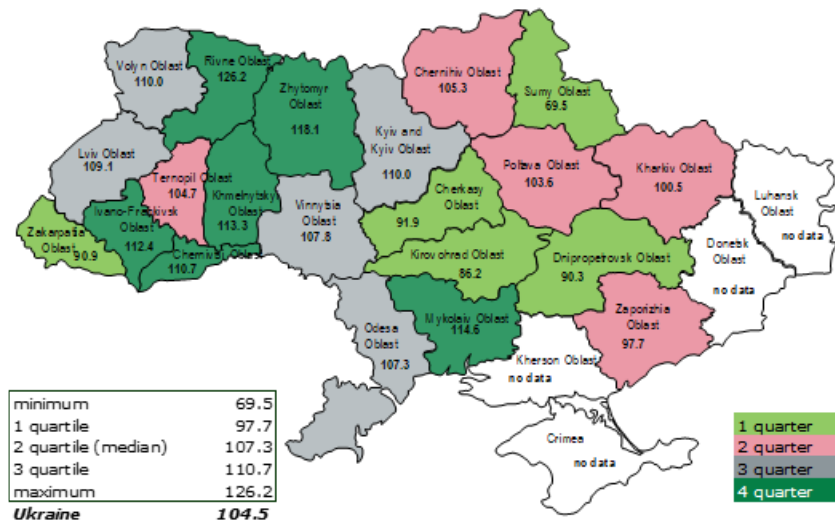 Volyn Oblast
110.0
Rivne Oblast
126.2
Zhytomyr
Oblast
118.1
Chernihiv Oblast
105.3
Sumy Oblast
69.5
Kyiv and
Kyiv Oblast
110.0
Lviv Oblast
109.1
Ternopil Oblast
104.7
Khmelnytskyi
Oblast
113.3
Poltava Oblast
103.6
Kharkiv Oblast
100.5
Luhansk
Oblast
no data
Cherkasy
Oblast
91.9
Vinnytsia
Oblast
107.8
Ivano-Frankivsk
Oblast
112.4
Zakarpattia
Oblast
90.9
Chernivtsi Oblast
110.7
Kirovohrad Oblast
86.2
Dnipropetrovsk Oblast
90.3
Donetsk
Oblast
no data
Mykolaiv Oblast
114.6
Zaporizhia
Oblast
97.7
Odesa
Oblast
107.3
Kherson Oblast
no data
Crimea
no data
minimum 69.5
1 quartile 97.7
2 quartile (median) 107.3
3 quartile 110.7
maximum 126.2
Ukraine 104.5
1 quarter
2 quarter
3 quarter
4 quarter